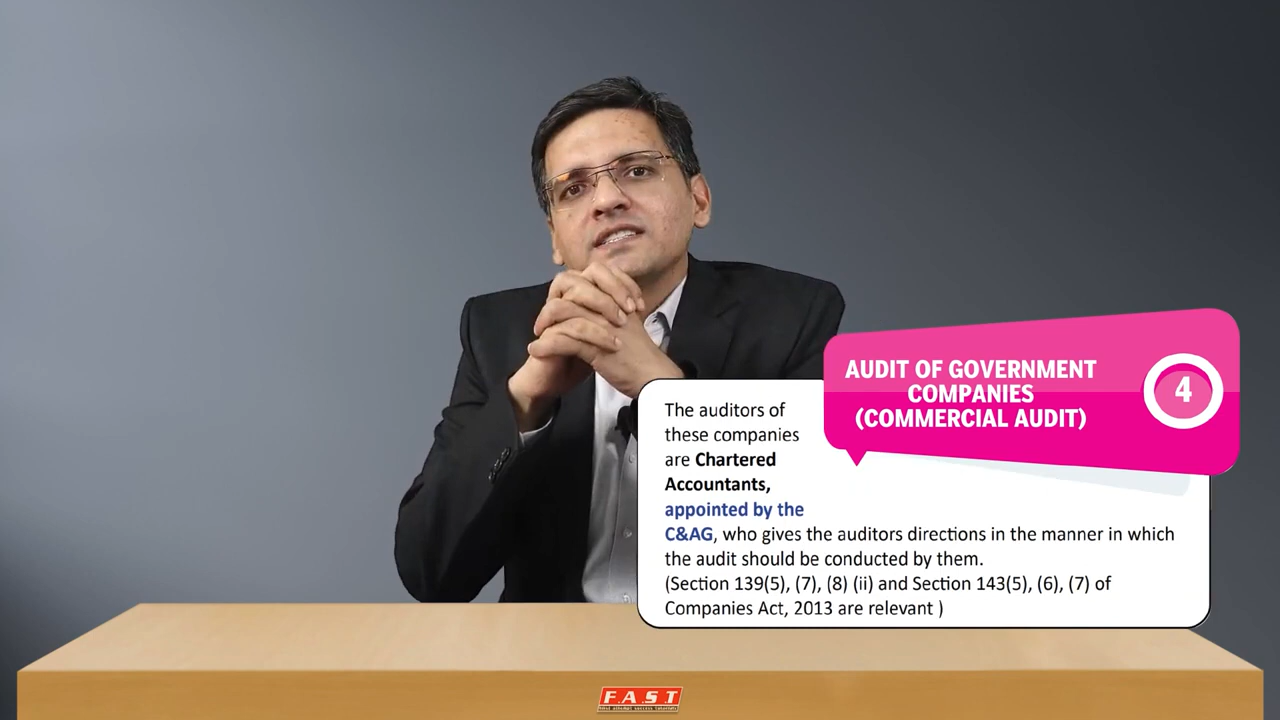 AUDIT OF GOVERNMENT
COMPANIES
(COMMERCIAL AUDIT)
4
The auditors of
these companies
are Chartered
Accountants,
appointed by the
C&AG, who gives the auditors directions in the manner in which
the audit should be conducted by them.
(Section 139(5), (7), (8) (ii) and Section 143(5), (6), (7) of
Companies Act, 2013 are relevant )
F.A.S.T